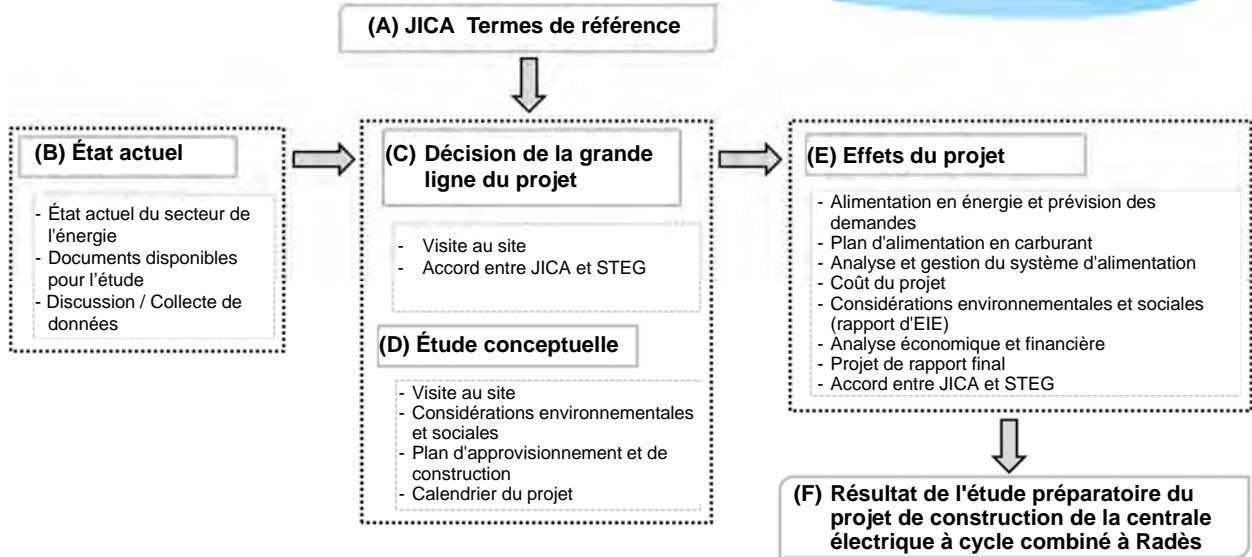 (A) JICA Termes de référence
(B) État actuel
- État actuel du secteur de
l'énergie
- Documents disponibles
pour l'étude
- Discussion / Collecte de
données
(C) Décision de la grande
ligne du projet
- Visite au site
- Accord entre JICA et STEG
(D) Étude conceptuelle
- Visite au site
- Considérations environnementales
et sociales
- Plan d'approvisionnement et de
construction
- Calendrier du projet
(E) Effets du projet
- Alimentation en énergie et prévision des
demandes
- Plan d'alimentation en carburant
- Analyse et gestion du système d'alimentation
- Coût du projet
- Considérations environnementales et sociales
(rapport d'EIE)
- Analyse économique et financière
- Projet de rapport final
- Accord entre JICA et STEG
(F) Résultat de l'étude préparatoire du
projet de construction de la centrale
électrique à cycle combiné à Radès